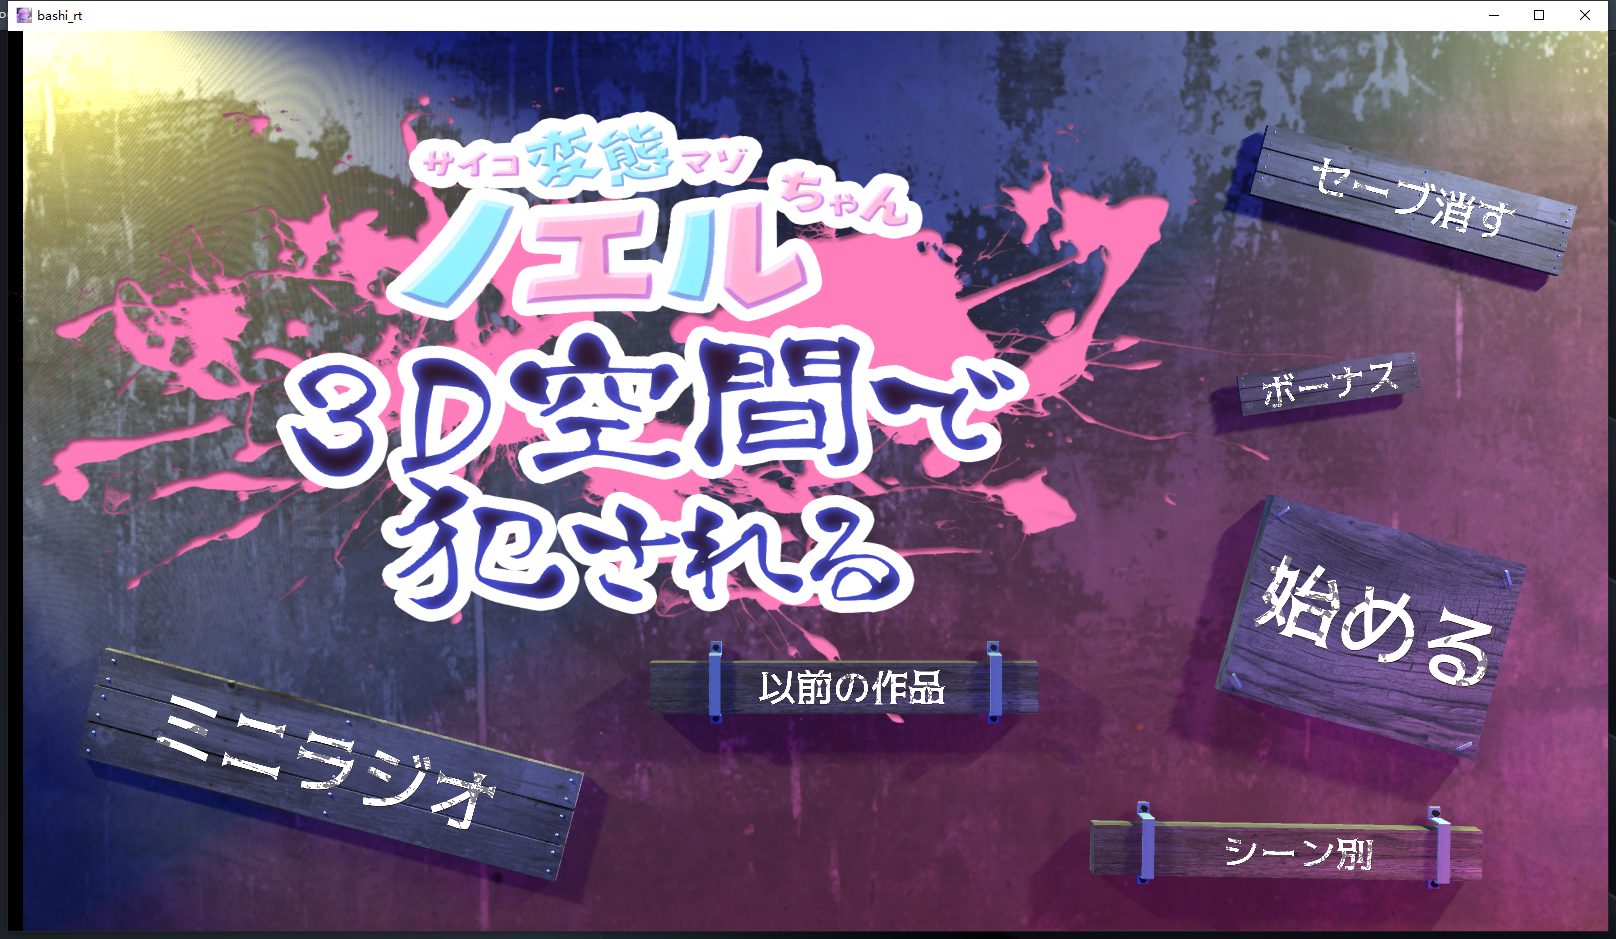 bashi_rt
サイコ変態マゾ
ノエルちゃん
3D空間で
犯される
セーブ消す
ボーナス
始める
以前の作品
ミニラジオ
シーン別